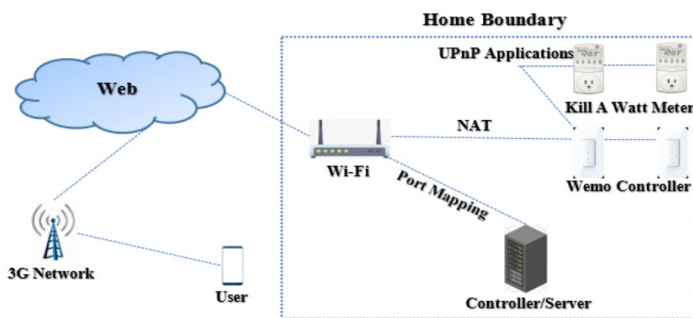 Home Boundary
UPnP Applications
Web
Kill A Watt Meter
NAT
Wi-Fi
Port Mapping
Wemo Controller
3G Network
User
Controller/Server